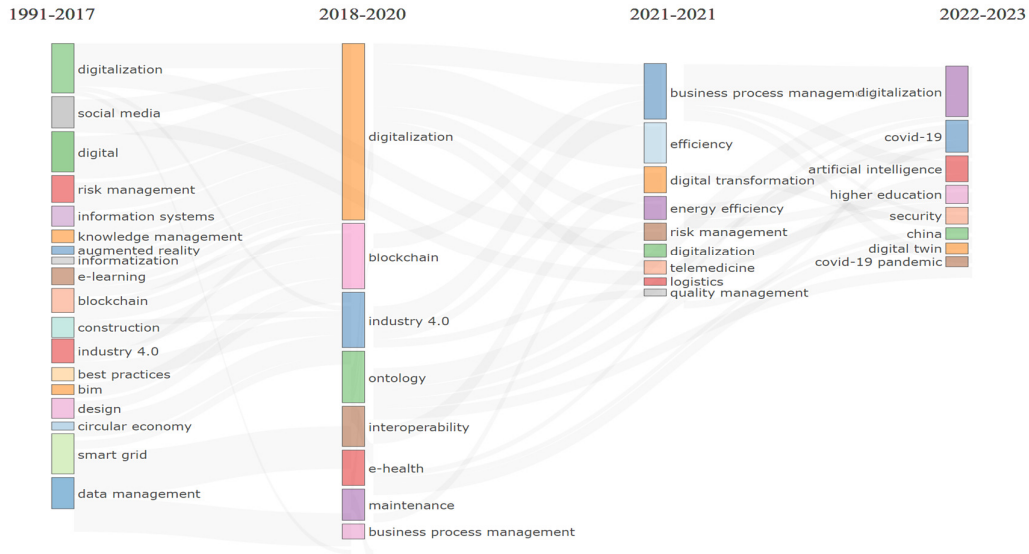 1991-2017
2018-2020
2021-2021
2022-2023
digitalization
social media
digital
risk management
information systems
knowledge management
augmented reality
informatization
e-learning
blockchain
construction
industry 4.0
best practices
bim
design
circular economy
smart grid
data management
digitalization
blockchain
industry 4.0
ontology
interoperability
e-health
maintenance
business process management
business process manageme
efficiency
digital transformation
energy efficiency
risk management
digitalization
telemedicine
logistics
quality management
digitalization
covid-19
artificial intelligence
higher education
security
china
digital twin
covid-19 pandemic